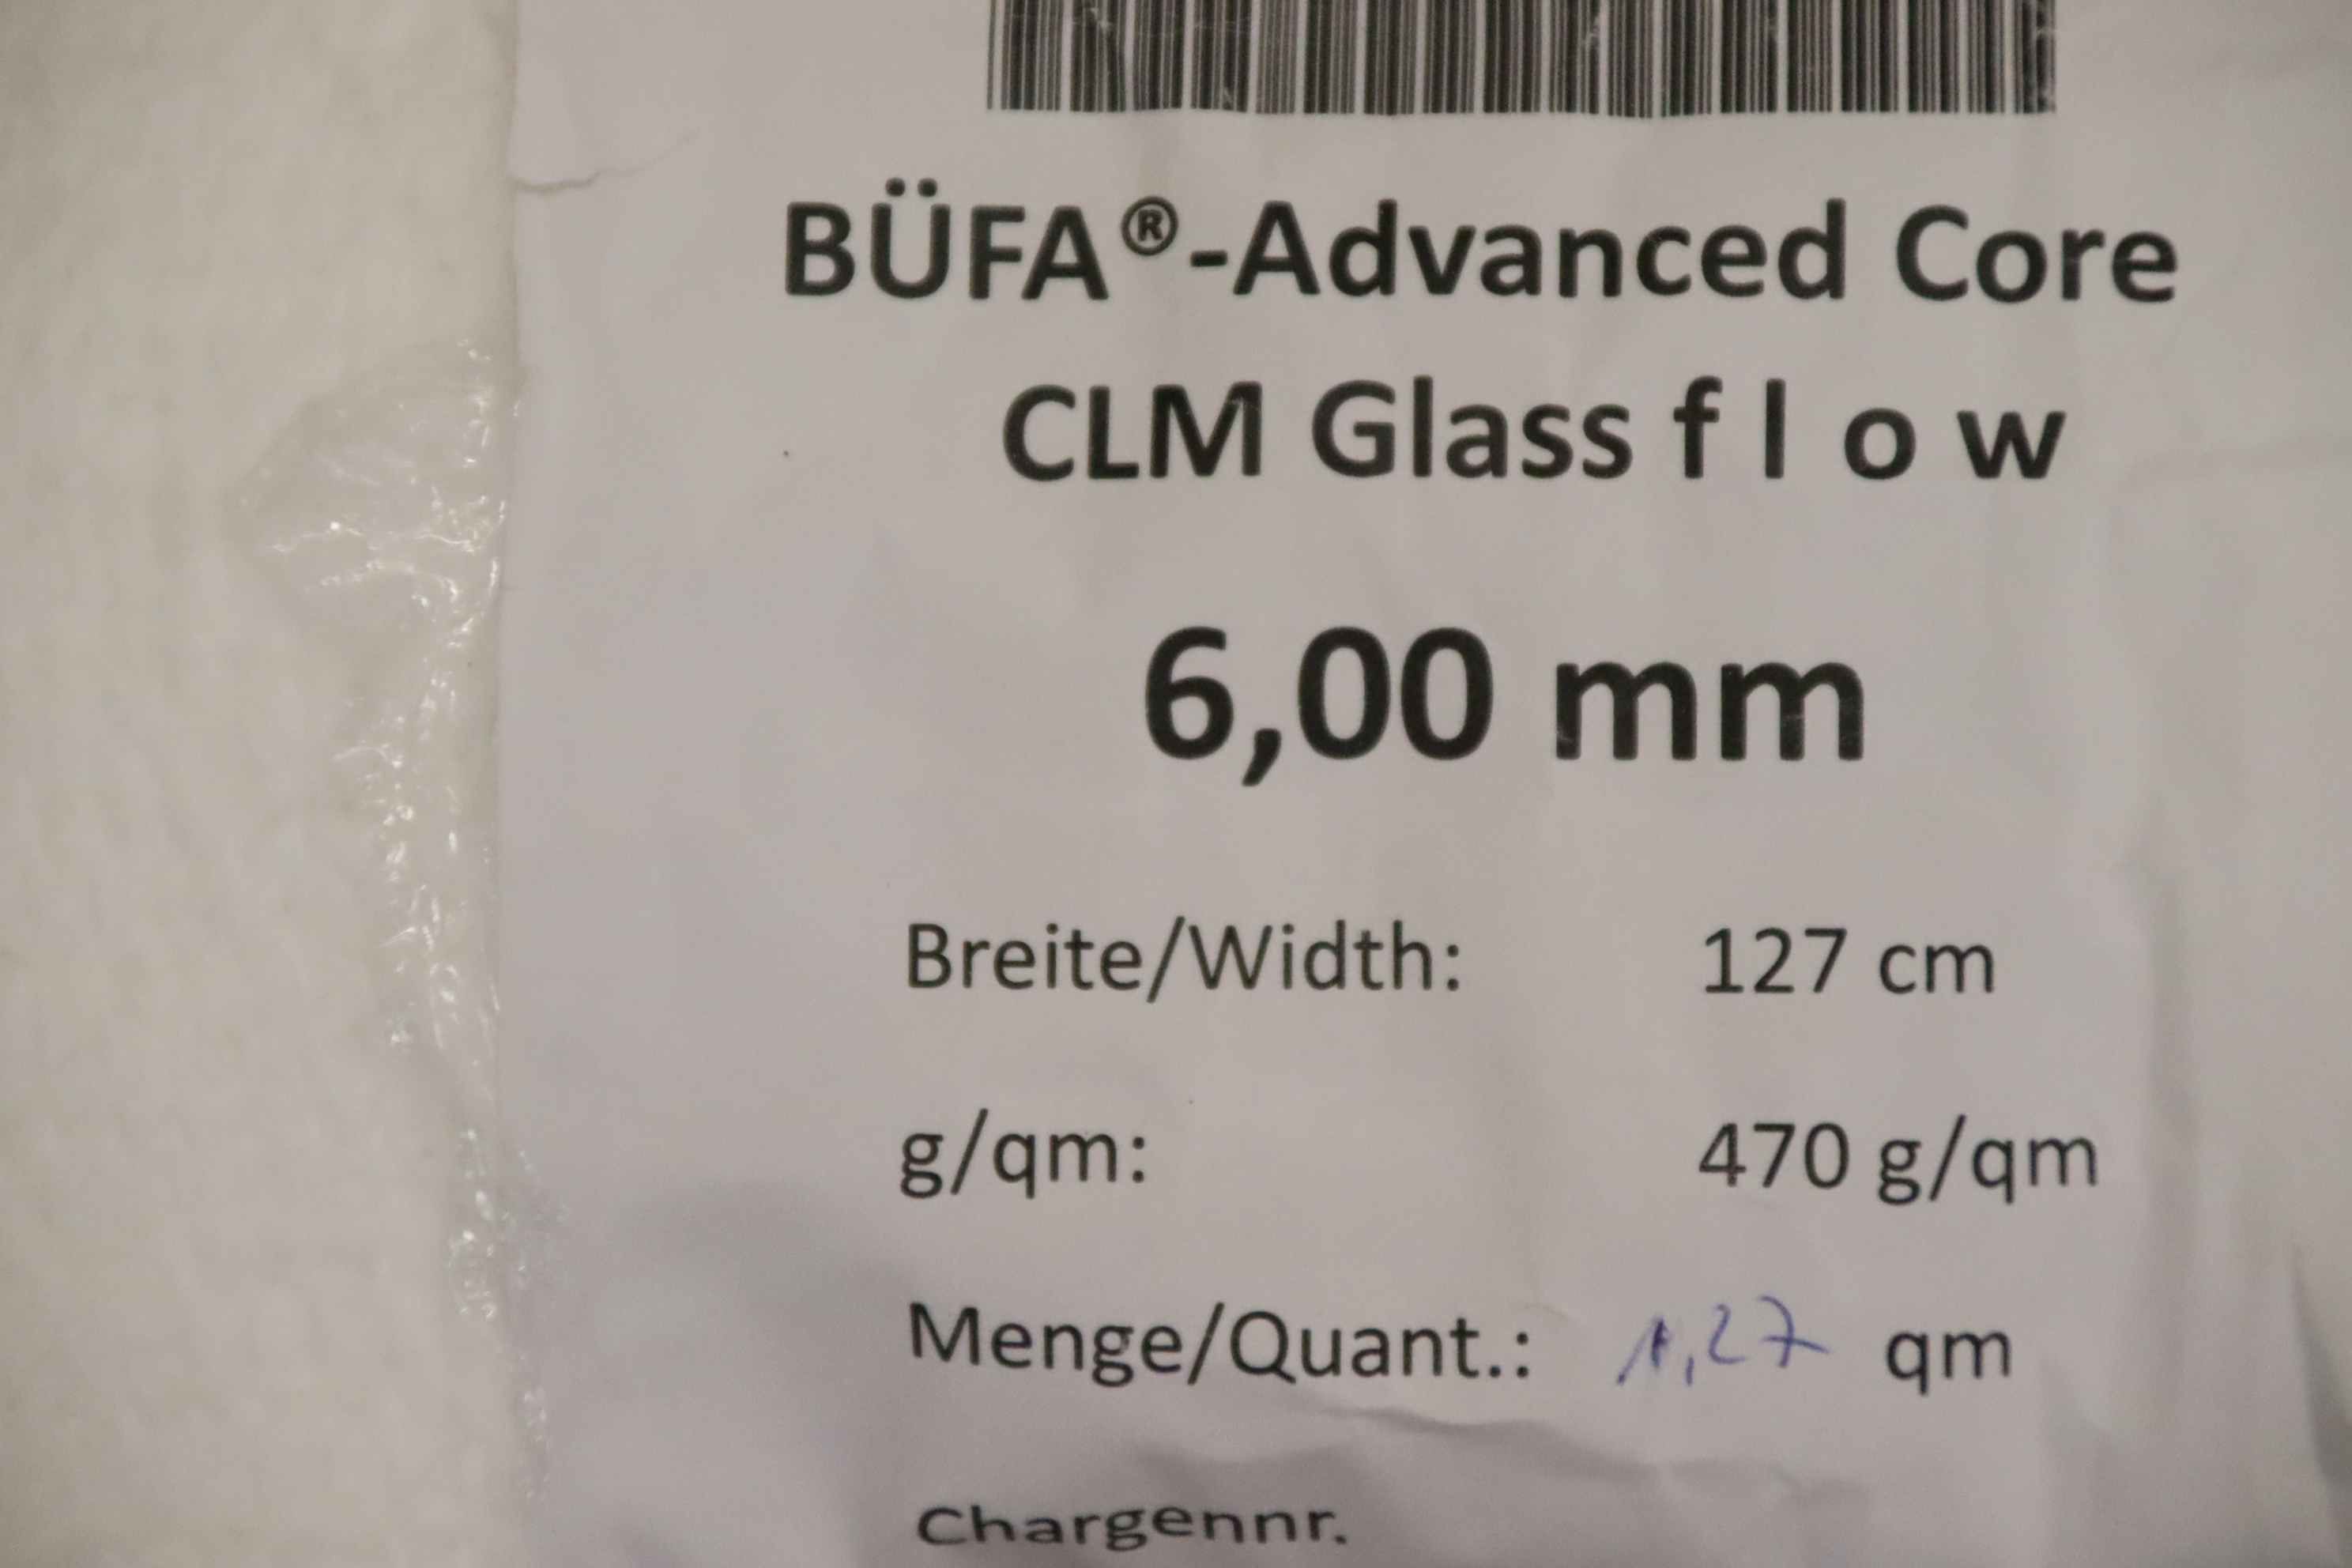 BÜFA®-Advanced Core
CLM Glass f l o w
6,00 mm
Breite/Width: 127 cm
g/qm: 470 g/qm
Menge/Quant.: 1,27 qm
Chargennr.